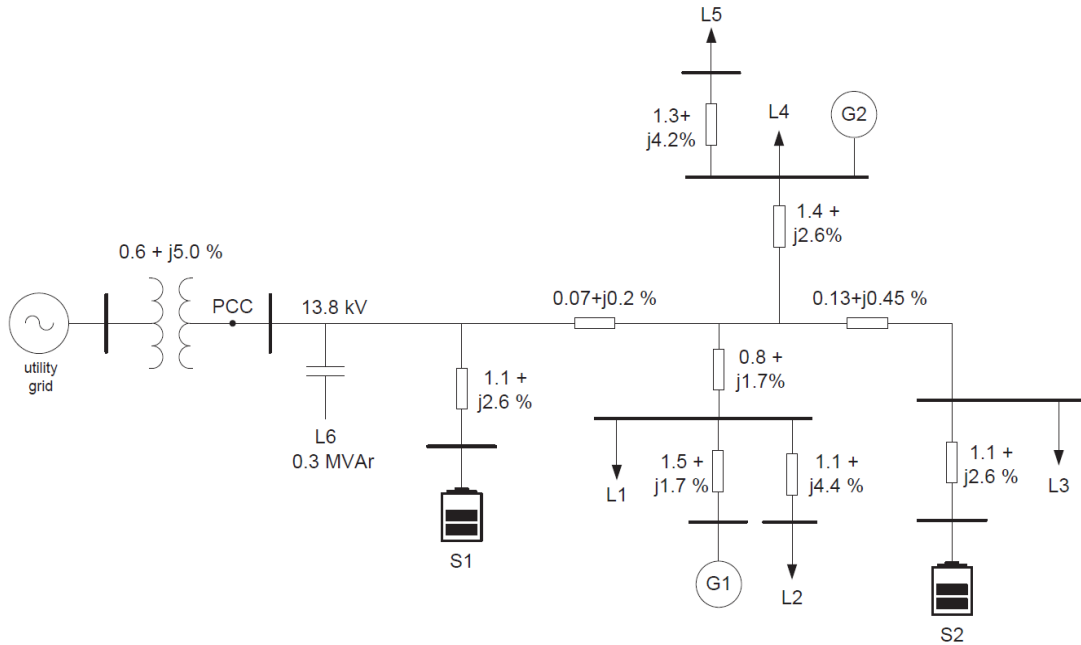 L5
1.3+
j4.2%
L4
G2
1.4 +
j2.6%
0.6 + j5.0 %
PCC
13.8 kV
0.07+j0.2 %
0.13+j0.45 %
utility
grid
L6
0.3 MVAr
1.1 +
j2.6 %
S1
0.8 +
j1.7%
L1
1.5 +
j1.7 %
G1
1.1 +
j4.4 %
L2
1.1 +
j2.6 %
L3
S2